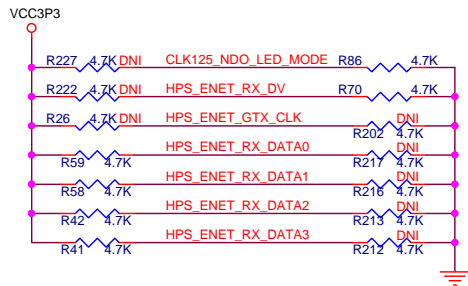 VCC3P3
R227 4.7K DNI CLK125_NDO_LED_MODE R86 4.7K
R222 4.7K DNI HPS_ENET_RX_DV R70 4.7K
R26 4.7K DNI HPS_ENET_GTX_CLK R202 DNI 4.7K
R59 4.7K HPS_ENET_RX_DATA0 R217 DNI 4.7K
R58 4.7K HPS_ENET_RX_DATA1 R216 DNI 4.7K
R42 4.7K HPS_ENET_RX_DATA2 R213 DNI 4.7K
R41 4.7K HPS_ENET_RX_DATA3 R212 DNI 4.7K